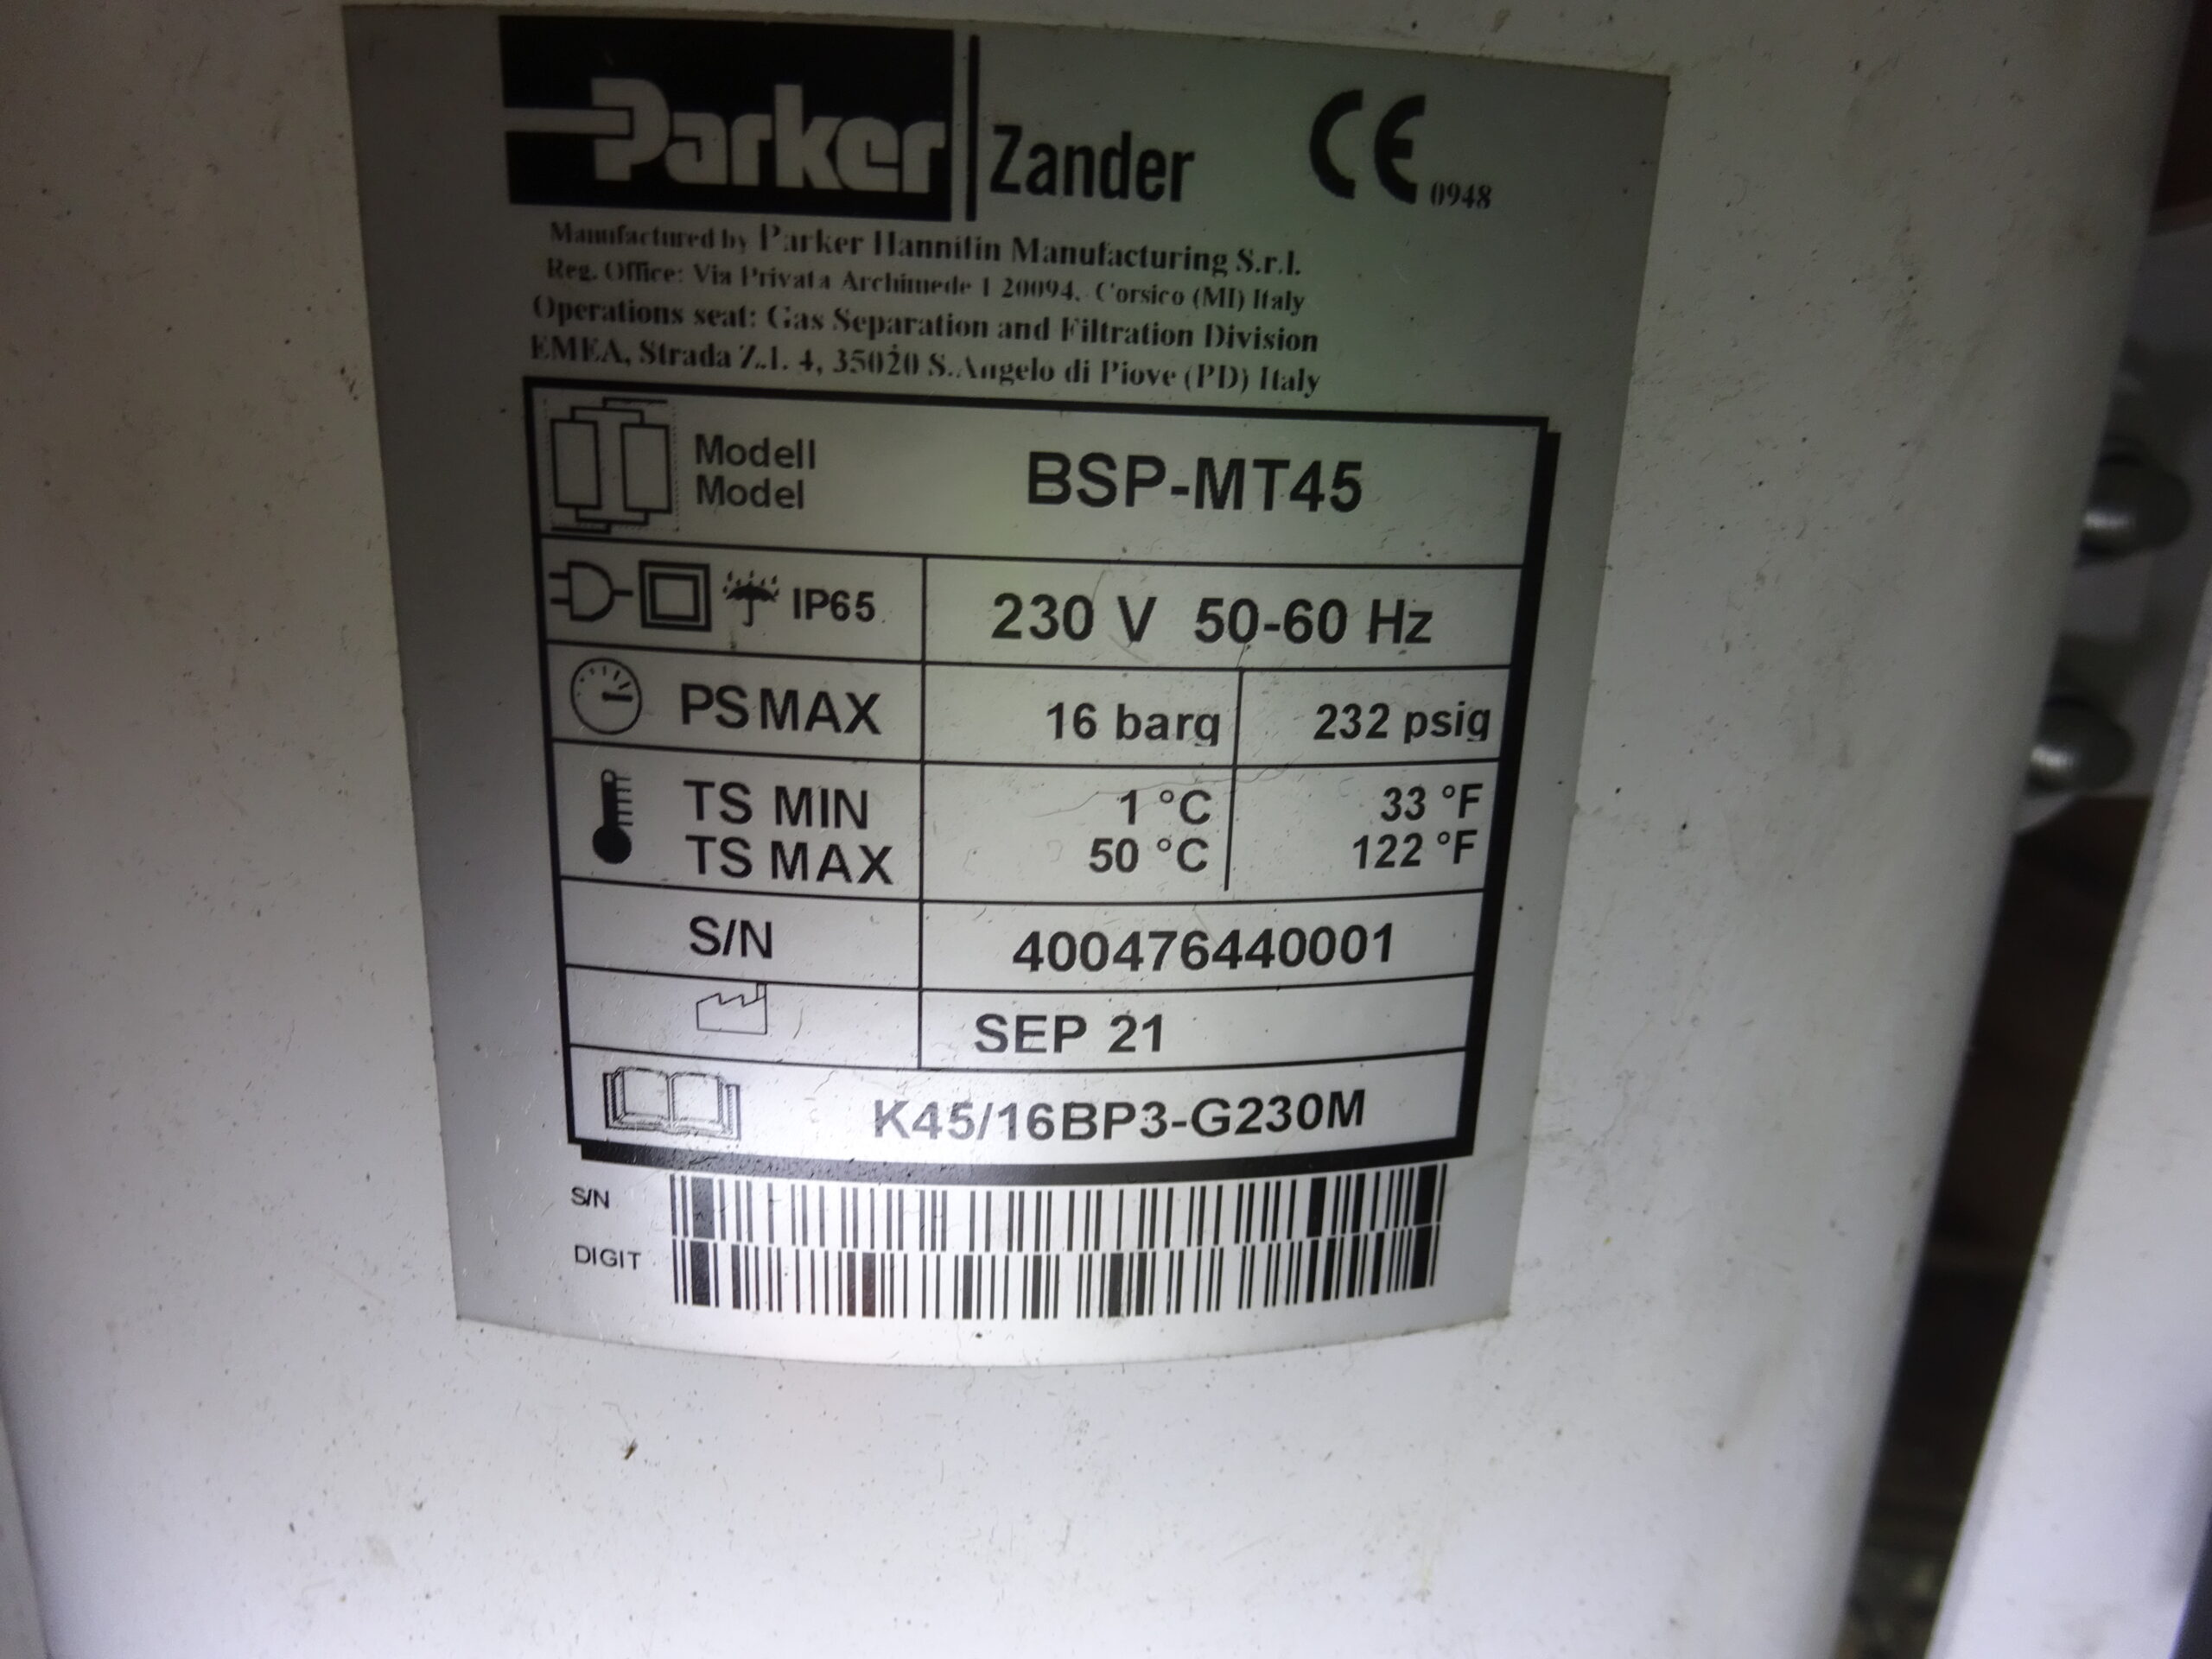 Parker Zander CE 0948
Manufactured by Parker Hannifin Manufacturing S.r.l.
Reg. Office: Via Privata Archimede 1 20094, Corsico (MI) Italy
Operations seat: Gas Separation and Filtration Division
EMEA, Strada Z.I. 4, 35020 S.Angelo di Piove (PD) Italy
Modell
Model
BSP-MT45
IP65 230 V 50-60 Hz
PS MAX 16 barg 232 psig
TS MIN 1 °C 33 °F
TS MAX 50 °C 122 °F
S/N 400476440001
SEP 21
K45/16BP3-G230M
S/N
DIGIT